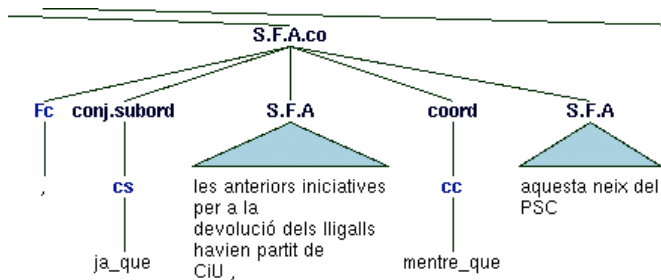 S.F.A.co
Fc conj.subord S.F.A coord S.F.A
, cs les anteriors iniciatives cc aquesta neix del
per a la PSC
devolució dels lligalls
havien partit de
ja_que CiU , mentre_que